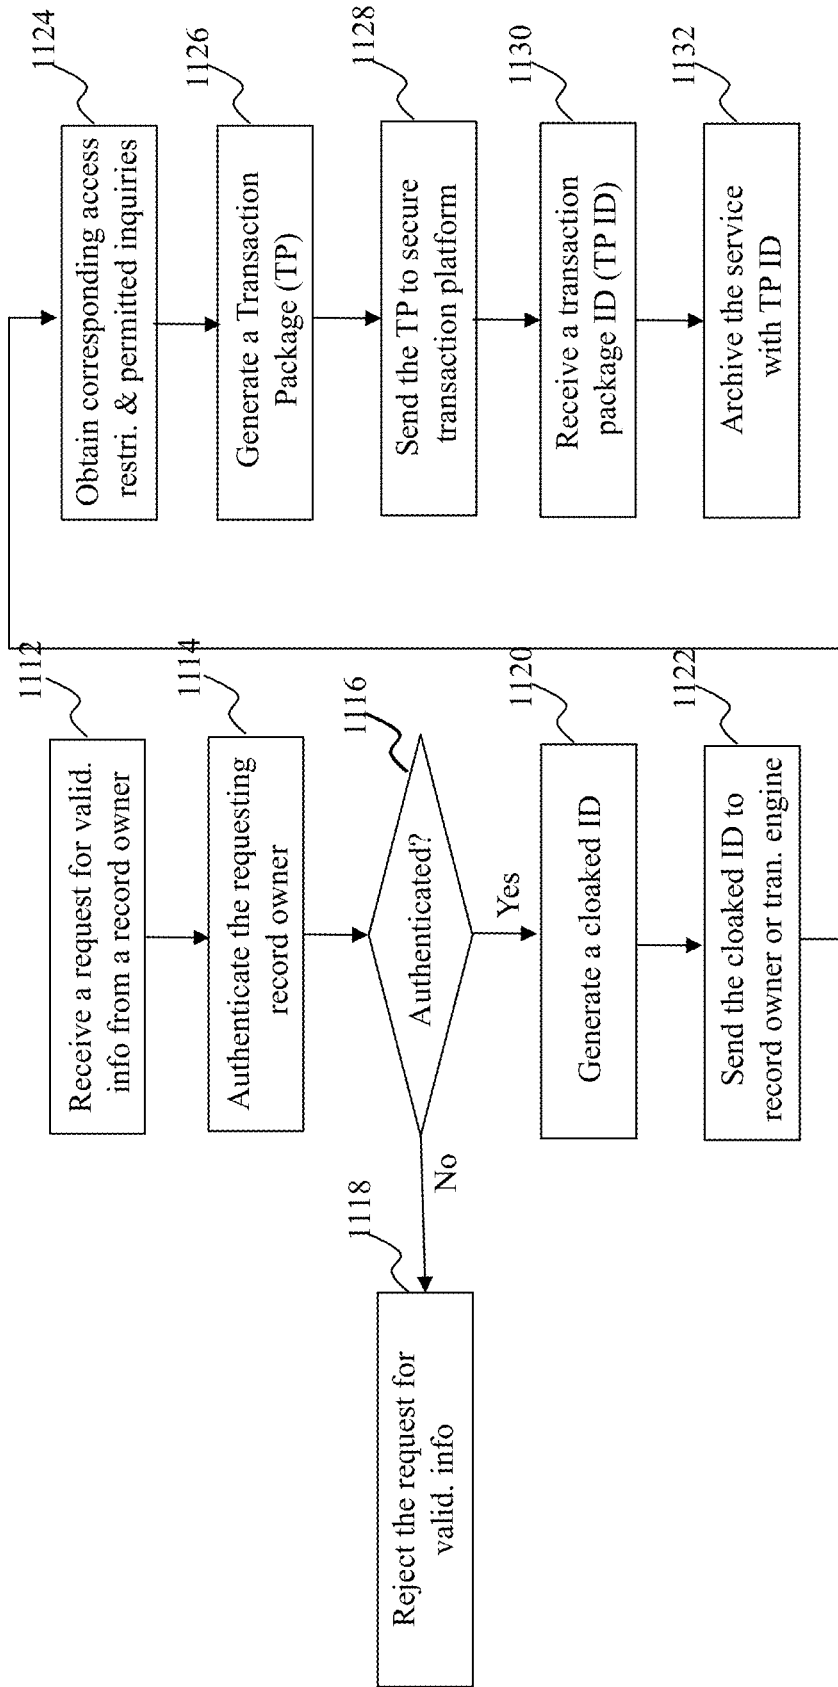 1112
Receive a request for valid.
info from a record owner
1114
Authenticate the requesting
record owner
1116
Authenticated?
No
Yes
1118
Reject the request for
valid. info
1120
Generate a cloaked ID
1122
Send the cloaked ID to
record owner or tran. engine
1124
Obtain corresponding access
restri. & permitted inquiries
1126
Generate a Transaction
Package (TP)
1128
Send the TP to secure
transaction platform
1130
Receive a transaction
package ID (TP ID)
1132
Archive the service
with TP ID